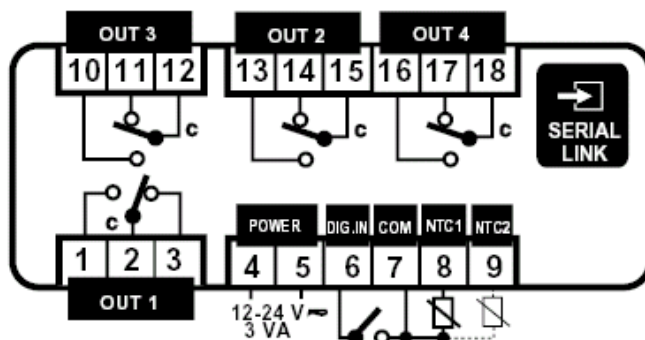 OUT 3 OUT 2 OUT 4
10 11 12 13 14 15 16 17 18
c c c
SERIAL
LINK
c
POWER DIG.IN COM NTC1 NTC2
1 2 3 4 5 6 7 8 9
OUT 1
12-24 V
3 VA